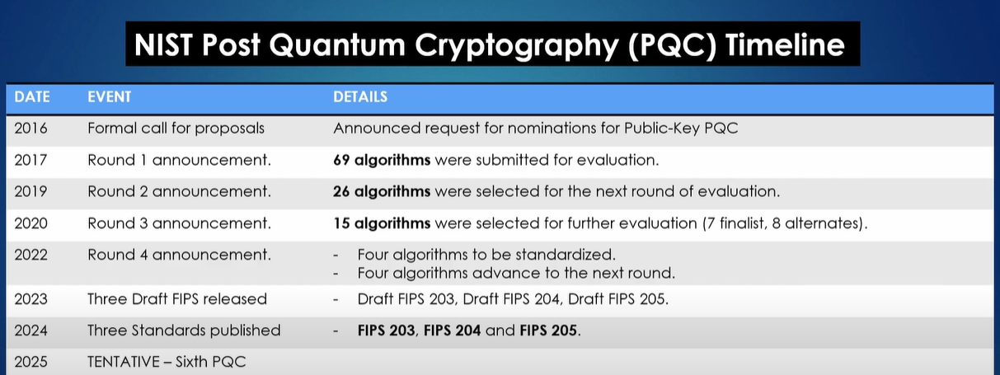 NIST Post Quantum Cryptography (PQC) Timeline
DATE EVENT DETAILS
2016 Formal call for proposals Announced request for nominations for Public-Key PQC
2017 Round 1 announcement. 69 algorithms were submitted for evaluation.
2019 Round 2 announcement. 26 algorithms were selected for the next round of evaluation.
2020 Round 3 announcement. 15 algorithms were selected for further evaluation (7 finalist, 8 alternates).
2022 Round 4 announcement. - Four algorithms to be standardized.
- Four algorithms advance to the next round.
2023 Three Draft FIPS released - Draft FIPS 203, Draft FIPS 204, Draft FIPS 205.
2024 Three Standards published - FIPS 203, FIPS 204 and FIPS 205.
2025 TENTATIVE – Sixth PQC